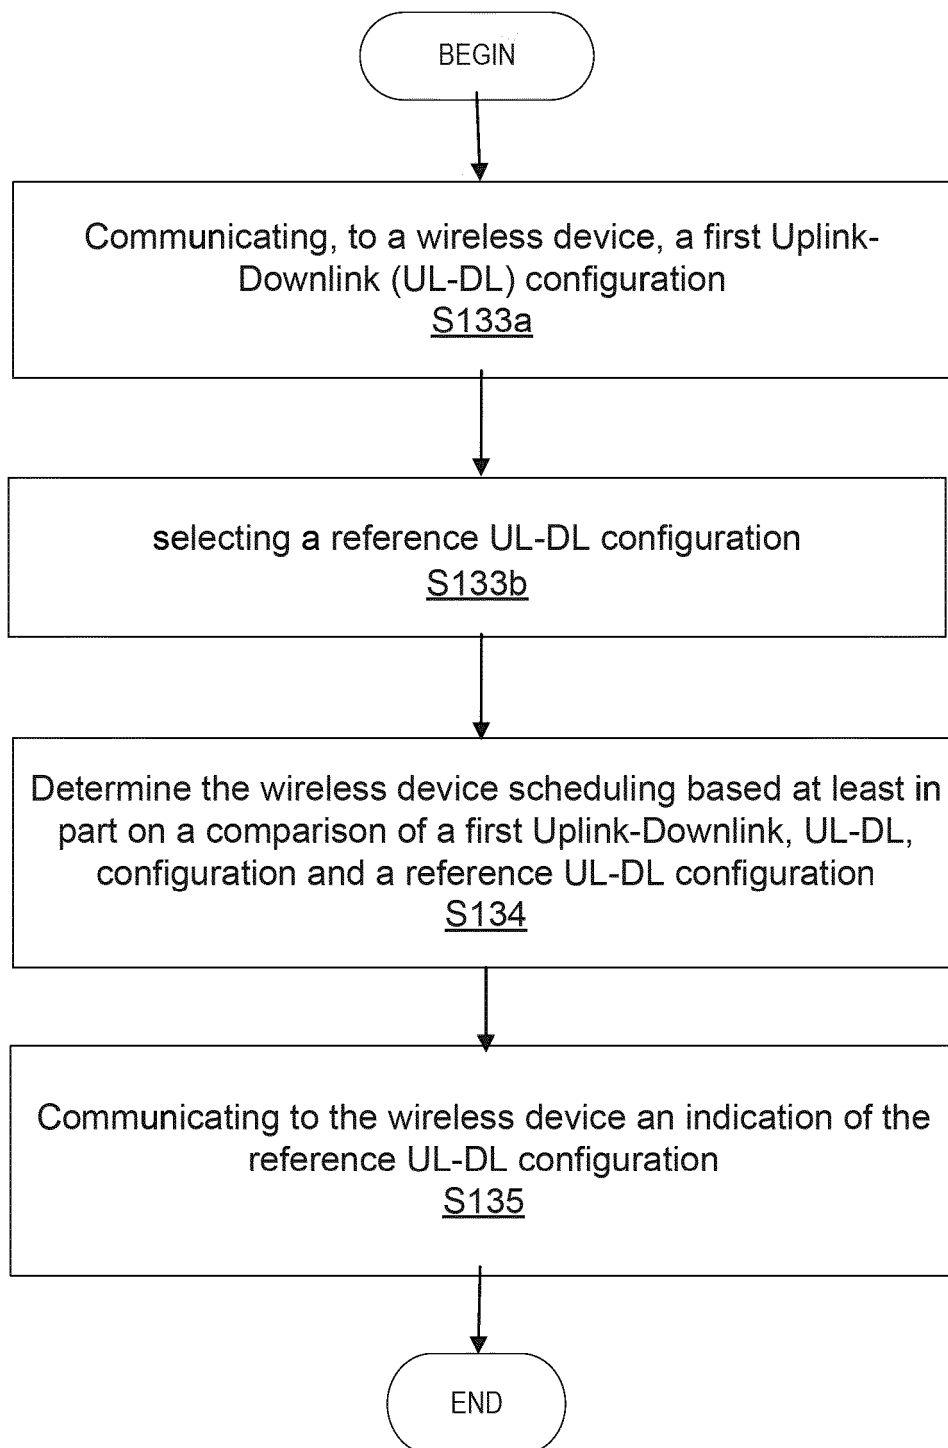 BEGIN
Communicating, to a wireless device, a first Uplink-
Downlink (UL-DL) configuration
S133a
selecting a reference UL-DL configuration
S133b
Determine the wireless device scheduling based at least in
part on a comparison of a first Uplink-Downlink, UL-DL,
configuration and a reference UL-DL configuration
S134
Communicating to the wireless device an indication of the
reference UL-DL configuration
S135
END